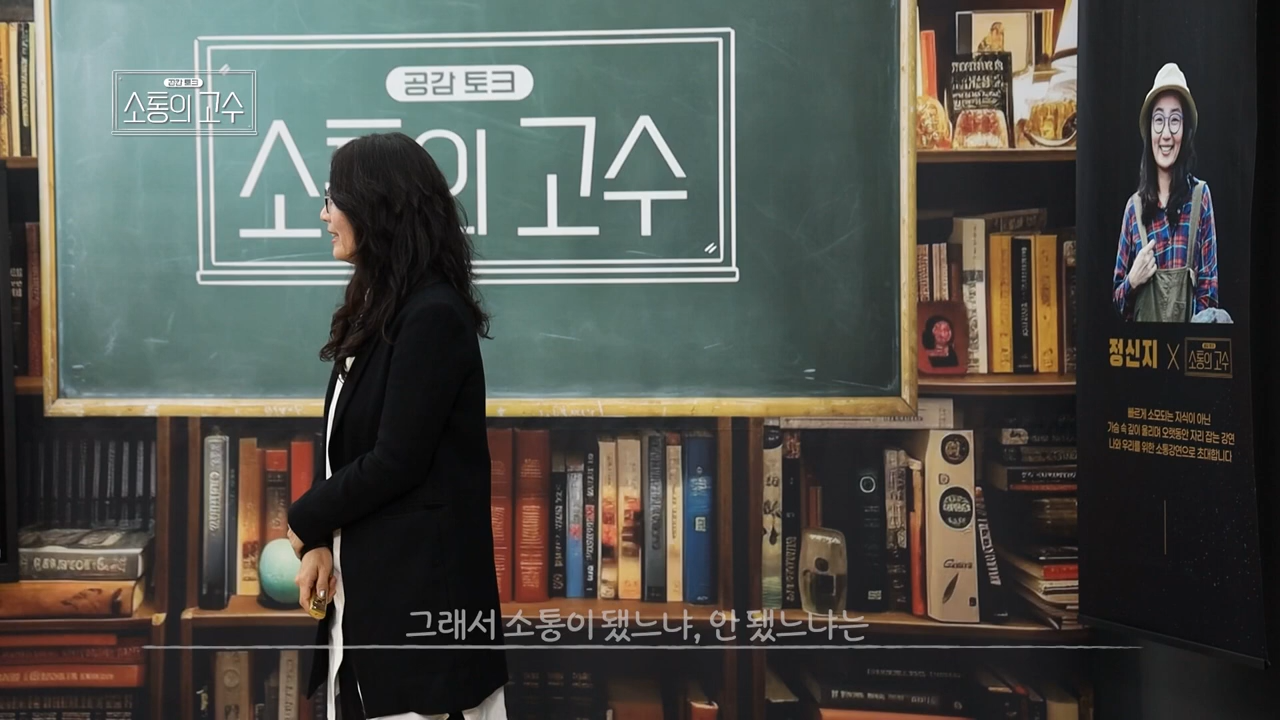 공감 토크
소통의 고수
공감 토크
소통의 고수
정신지 X 소통의 고수
빠르게 소모되는 지식이 아닌
가슴 속 깊이 울리며 오랫동안 자리 잡는 강연
나와 우리를 위한 소통강연으로 초대합니다
그래서 소통이 됐느냐, 안 됐느냐는